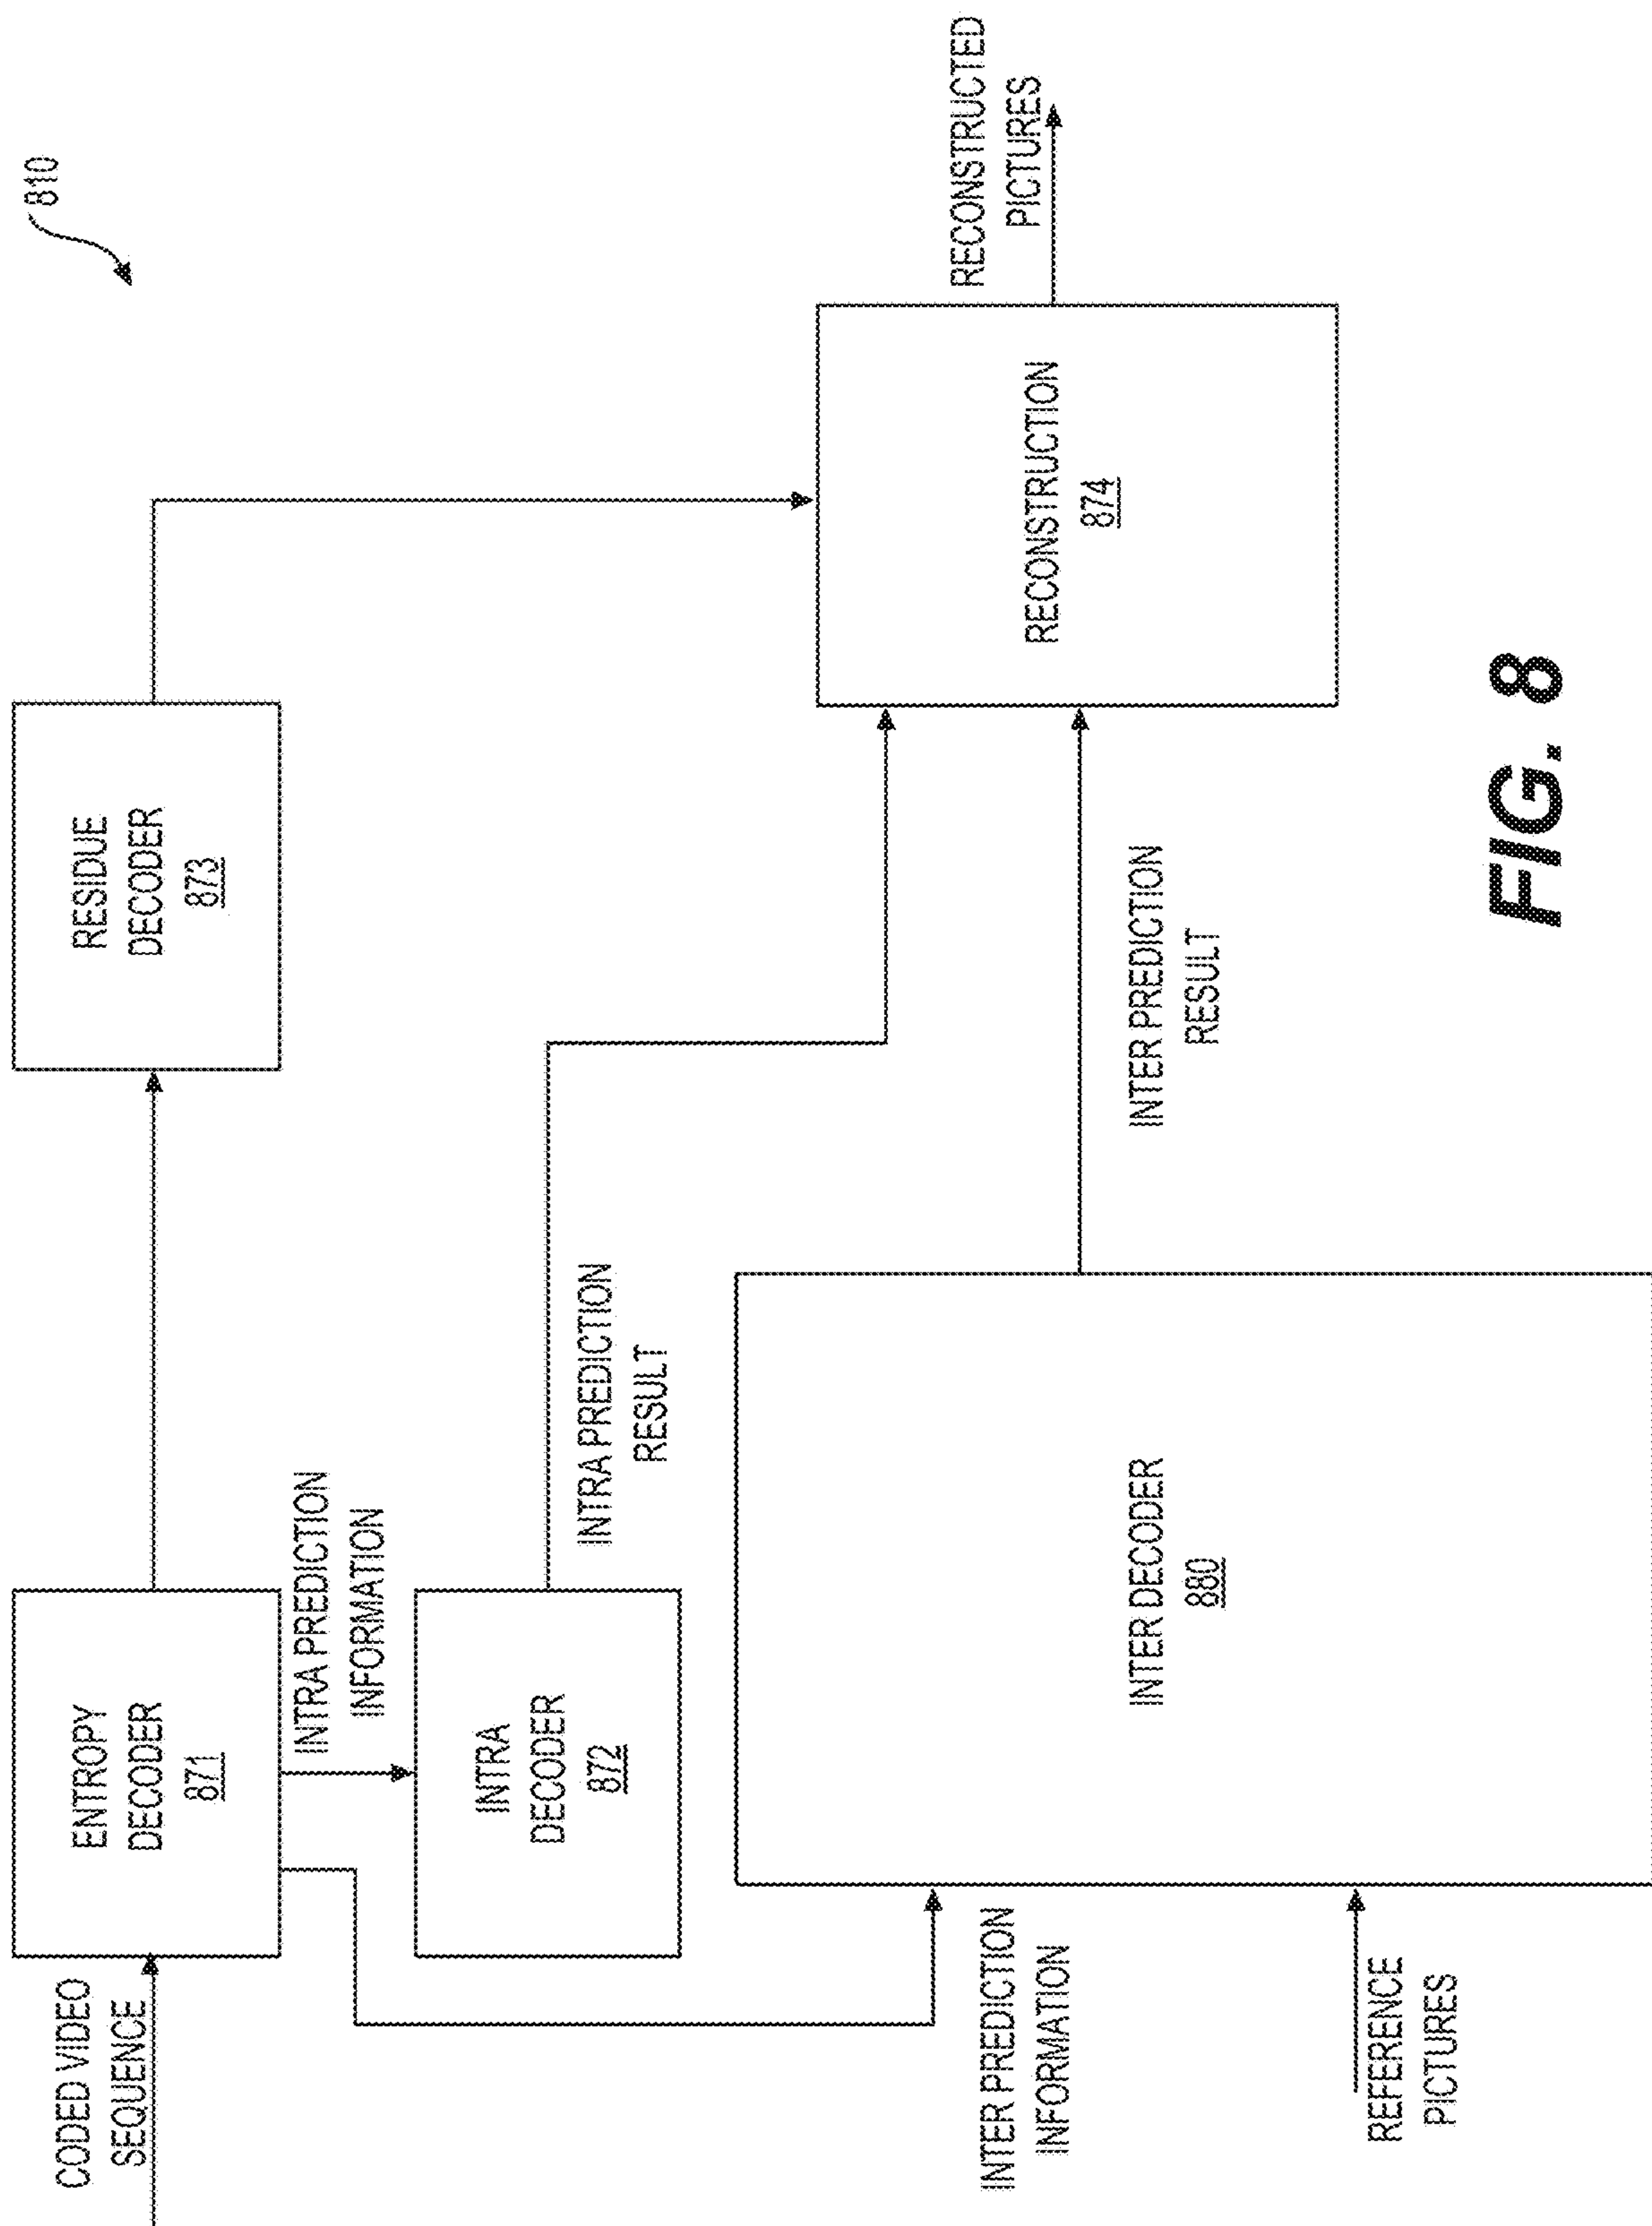 810
CODED VIDEO
SEQUENCE
ENTROPY
DECODER
871
RESIDUE
DECODER
873
INTRA PREDICTION
INFORMATION
INTRA
DECODER
872
INTRA PREDICTION
RESULT
RECONSTRUCTION
874
RECONSTRUCTED
PICTURES
INTER PREDICTION
INFORMATION
INTER DECODER
880
INTER PREDICTION
RESULT
REFERENCE
PICTURES
FIG. 8